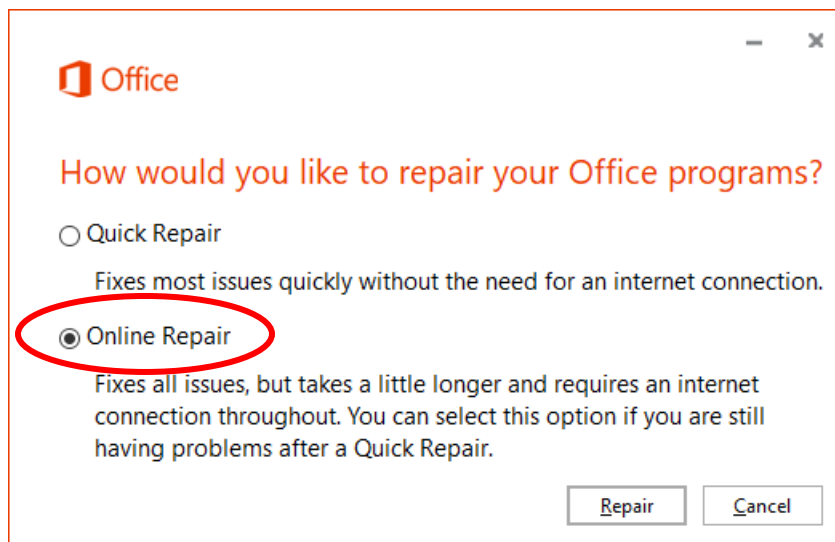 Office
How would you like to repair your Office programs?
Quick Repair
Fixes most issues quickly without the need for an internet connection.
Online Repair
Fixes all issues, but takes a little longer and requires an internet
connection throughout. You can select this option if you are still
having problems after a Quick Repair.
Repair
Cancel